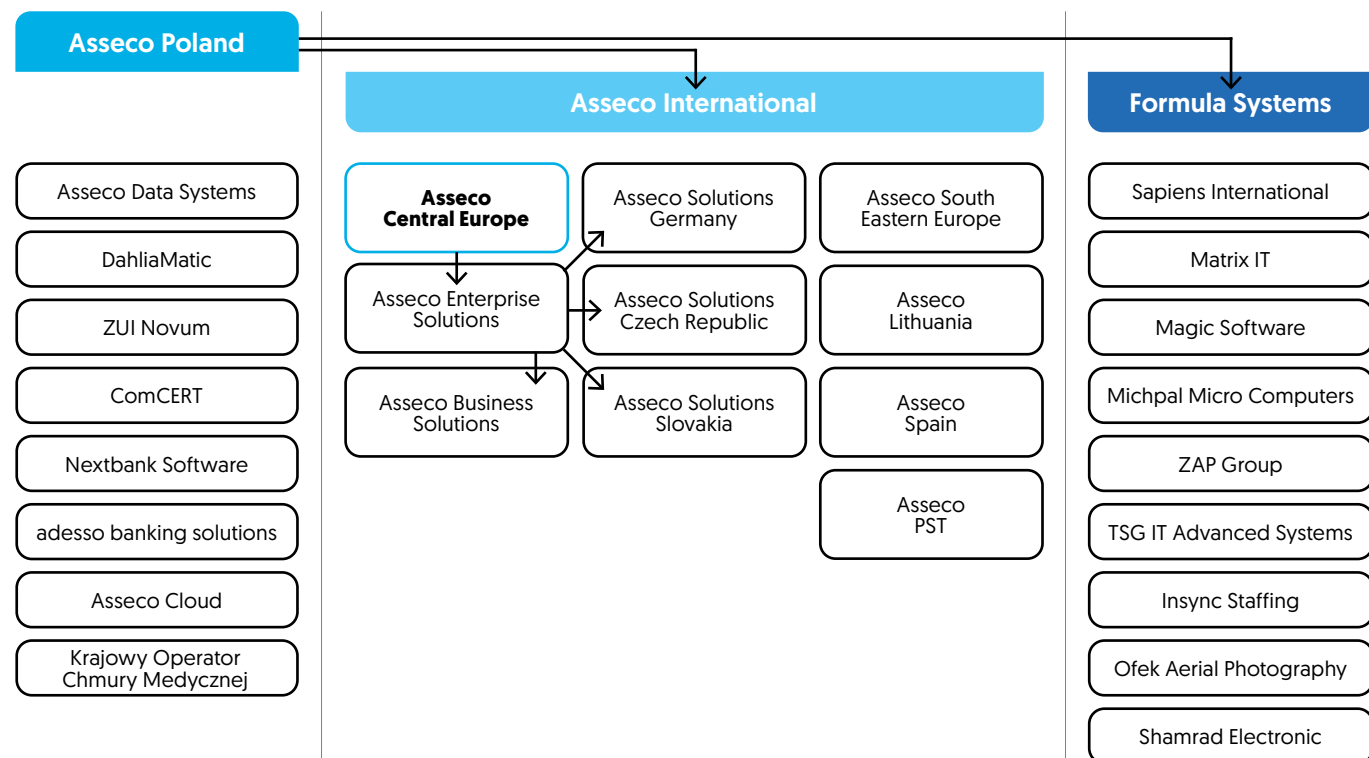 Asseco Poland
Asseco International
Formula Systems
Asseco Data Systems
DahliaMatic
ZUI Novum
ComCERT
Nextbank Software
adesso banking solutions
Asseco Cloud
Krajowy Operator
Chmury Medycznej
Asseco
Central Europe
Asseco Enterprise
Solutions
Asseco Business
Solutions
Asseco Solutions
Germany
Asseco Solutions
Czech Republic
Asseco Solutions
Slovakia
Asseco South
Eastern Europe
Asseco
Lithuania
Asseco
Spain
Asseco
PST
Sapiens International
Matrix IT
Magic Software
Michpal Micro Computers
ZAP Group
TSG IT Advanced Systems
Insync Staffing
Ofek Aerial Photography
Shamrad Electronic